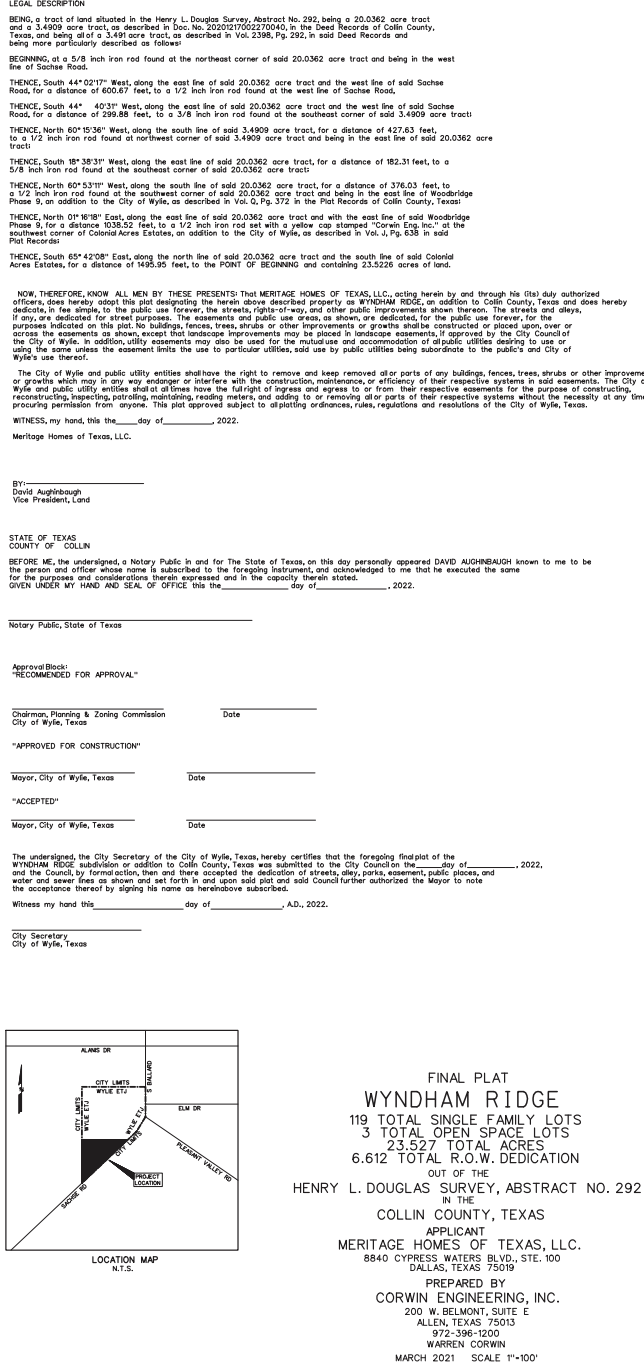 LEGAL DESCRIPTION
BEING, a tract of land situated in the Henry L. Douglas Survey, Abstract No. 292, being a 20.0362 acre tract
and a 3.4909 acre tract, as described in Doc. No. 20201217002270040, in the Deed Records of Collin County,
Texas, and being all of a 3.491 acre tract, as described in Vol. 2398, Pg. 292, in said Deed Records and
being more particularly described as follows:
BEGINNING, at a 5/8 inch iron rod found at the northeast corner of said 20.0362 acre tract and being in the west
line of Sachse Road.
THENCE, South 44° 02'17" West, along the east line of said 20.0362 acre tract and the west line of said Sachse
Road, for a distance of 600.67 feet, to a 1/2 inch iron rod found at the west line of Sachse Road,
THENCE, South 44° 40'31" West, along the east line of said 20.0362 acre tract and the west line of said Sachse
Road, for a distance of 299.88 feet, to a 3/8 inch iron rod found at the southeast corner of said 3.4909 acre tract;
THENCE, North 60° 15'36" West, along the south line of said 3.4909 acre tract, for a distance of 427.63 feet,
to a 1/2 inch iron rod found at northwest corner of said 3.4909 acre tract and being in the east line of said 20.0362 acre
tract;
THENCE, South 18° 38'31" West, along the east line of said 20.0362 acre tract, for a distance of 182.31 feet, to a
5/8 inch iron rod found at the southeast corner of said 20.0362 acre tract;
THENCE, North 60° 53'11" West, along the south line of said 20.0362 acre tract, for a distance of 376.03 feet, to
a 1/2 inch iron rod found at the southwest corner of said 20.0362 acre tract and being in the east line of Woodbridge
Phase 9, an addition to the City of Wylie, as described in Vol. Q, Pg. 372 in the Plat Records of Collin County, Texas;
THENCE, North 01° 16'18" East, along the east line of said 20.0362 acre tract and with the east line of said Woodbridge
Phase 9, for a distance 1038.52 feet, to a 1/2 inch iron rod set with a yellow cap stamped "Corwin Eng. Inc." at the
southwest corner of Colonial Acres Estates, an addition to the City of Wylie, as described in Vol. J, Pg. 638 in said
Plat Records;
THENCE, South 65° 42'08" East, along the north line of said 20.0362 acre tract and the south line of said Colonial
Acres Estates, for a distance of 1495.95 feet, to the POINT OF BEGINNING and containing 23.5226 acres of land.
NOW, THEREFORE, KNOW ALL MEN BY THESE PRESENTS: That MERITAGE HOMES OF TEXAS, LLC., acting herein by and through his (its) duly authorized
officers, does hereby adopt this plat designating the herein above described property as WYNDHAM RIDGE, an addition to Collin County, Texas and does hereby
dedicate, in fee simple, to the public use forever, the streets, rights-of-way, and other public improvements shown thereon. The streets and alleys,
if any, are dedicated for street purposes. The easements and public use areas, as shown, are dedicated, for the public use forever, for the
purposes indicated on this plat. No buildings, fences, trees, shrubs or other improvements or growths shall be constructed or placed upon, over or
across the easements as shown, except that landscape improvements may be placed in landscape easements, if approved by the City Council of
the City of Wylie. In addition, utility easements may also be used for the mutual use and accommodation of all public utilities desiring to use or
using the same unless the easement limits the use to particular utilities, said use by public utilities being subordinate to the public's and City of
Wylie's use thereof.
The City of Wylie and public utility entities shall have the right to remove and keep removed all or parts of any buildings, fences, trees, shrubs or other improveme
or growths which may in any way endanger or interfere with the construction, maintenance, or efficiency of their respective systems in said easements. The City o
Wylie and public utility entities shall at all times have the full right of ingress and egress to or from their respective easements for the purpose of constructing,
reconstructing, inspecting, patrolling, maintaining, reading meters, and adding to or removing all or parts of their respective systems without the necessity at any time
procuring permission from anyone. This plat approved subject to all platting ordinances, rules, regulations and resolutions of the City of Wylie, Texas.
WITNESS, my hand, this the_____day of____________, 2022.
Meritage Homes of Texas, LLC.
BY:
David Aughinbaugh
Vice President, Land
STATE OF TEXAS
COUNTY OF COLLIN
BEFORE ME, the undersigned, a Notary Public in and for The State of Texas, on this day personally appeared DAVID AUGHINBAUGH known to me to be
the person and officer whose name is subscribed to the foregoing instrument, and acknowledged to me that he executed the same
for the purposes and considerations therein expressed and in the capacity therein stated.
GIVEN UNDER MY HAND AND SEAL OF OFFICE this the________________ day of_________________, 2022.
Notary Public, State of Texas
Approval Block:
"RECOMMENDED FOR APPROVAL"
Chairman, Planning & Zoning Commission Date
City of Wylie, Texas
"APPROVED FOR CONSTRUCTION"
Mayor, City of Wylie, Texas Date
"ACCEPTED"
Mayor, City of Wylie, Texas Date
The undersigned, the City Secretary of the City of Wylie, Texas, hereby certifies that the foregoing final plat of the
WYNDHAM RIDGE subdivision or addition to Collin County, Texas was submitted to the City Council on the______day of___________, 2022,
and the Council, by formal action, then and there accepted the dedication of streets, alley, parks, easement, public places, and
water and sewer lines as shown and set forth in and upon said plat and said Council further authorized the Mayor to note
the acceptance thereof by signing his name as hereinabove subscribed.
Witness my hand this_____________________ day of________________, A.D., 2022.
City Secretary
City of Wylie, Texas
ALANIS DR
S BALLARD
CITY LIMITS
WYLIE ETJ
CITY LIMITS
WYLIE ETJ
ELM DR
WYLIE ETJ
CITY LIMITS
PLEASANT VALLEY RD
PROJECT
LOCATION
SACHSE RD
LOCATION MAP
N.T.S.
FINAL PLAT
WYNDHAM RIDGE
119 TOTAL SINGLE FAMILY LOTS
3 TOTAL OPEN SPACE LOTS
23.527 TOTAL ACRES
6.612 TOTAL R.O.W. DEDICATION
OUT OF THE
HENRY L. DOUGLAS SURVEY, ABSTRACT NO. 292
IN THE
COLLIN COUNTY, TEXAS
APPLICANT
MERITAGE HOMES OF TEXAS, LLC.
8840 CYPRESS WATERS BLVD., STE. 100
DALLAS, TEXAS 75019
PREPARED BY
CORWIN ENGINEERING, INC.
200 W. BELMONT, SUITE E
ALLEN, TEXAS 75013
972-396-1200
WARREN CORWIN
MARCH 2021 SCALE 1"=100'